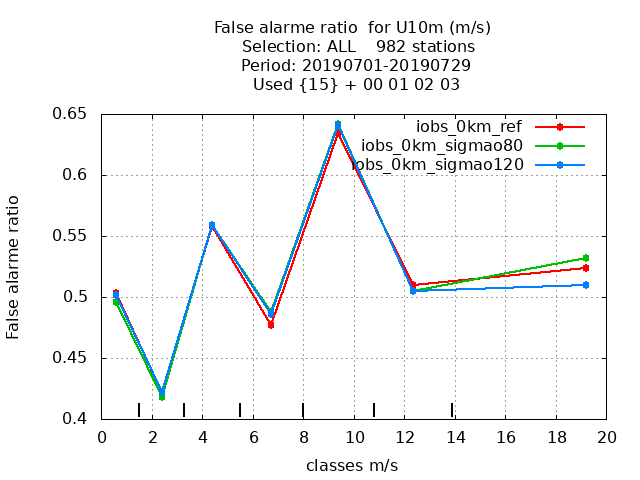 False alarme ratio  for U10m (m/s)
Selection: ALL    982 stations
Period: 20190701-20190729
Used {15} + 00 01 02 03
0.65
0.6
0.55
0.5
0.45
0.4
False alarme ratio
iobs_0km_ref
iobs_0km_sigmao80
iobs_0km_sigmao120
0 2 4 6 8 10 12 14 16 18 20
classes m/s